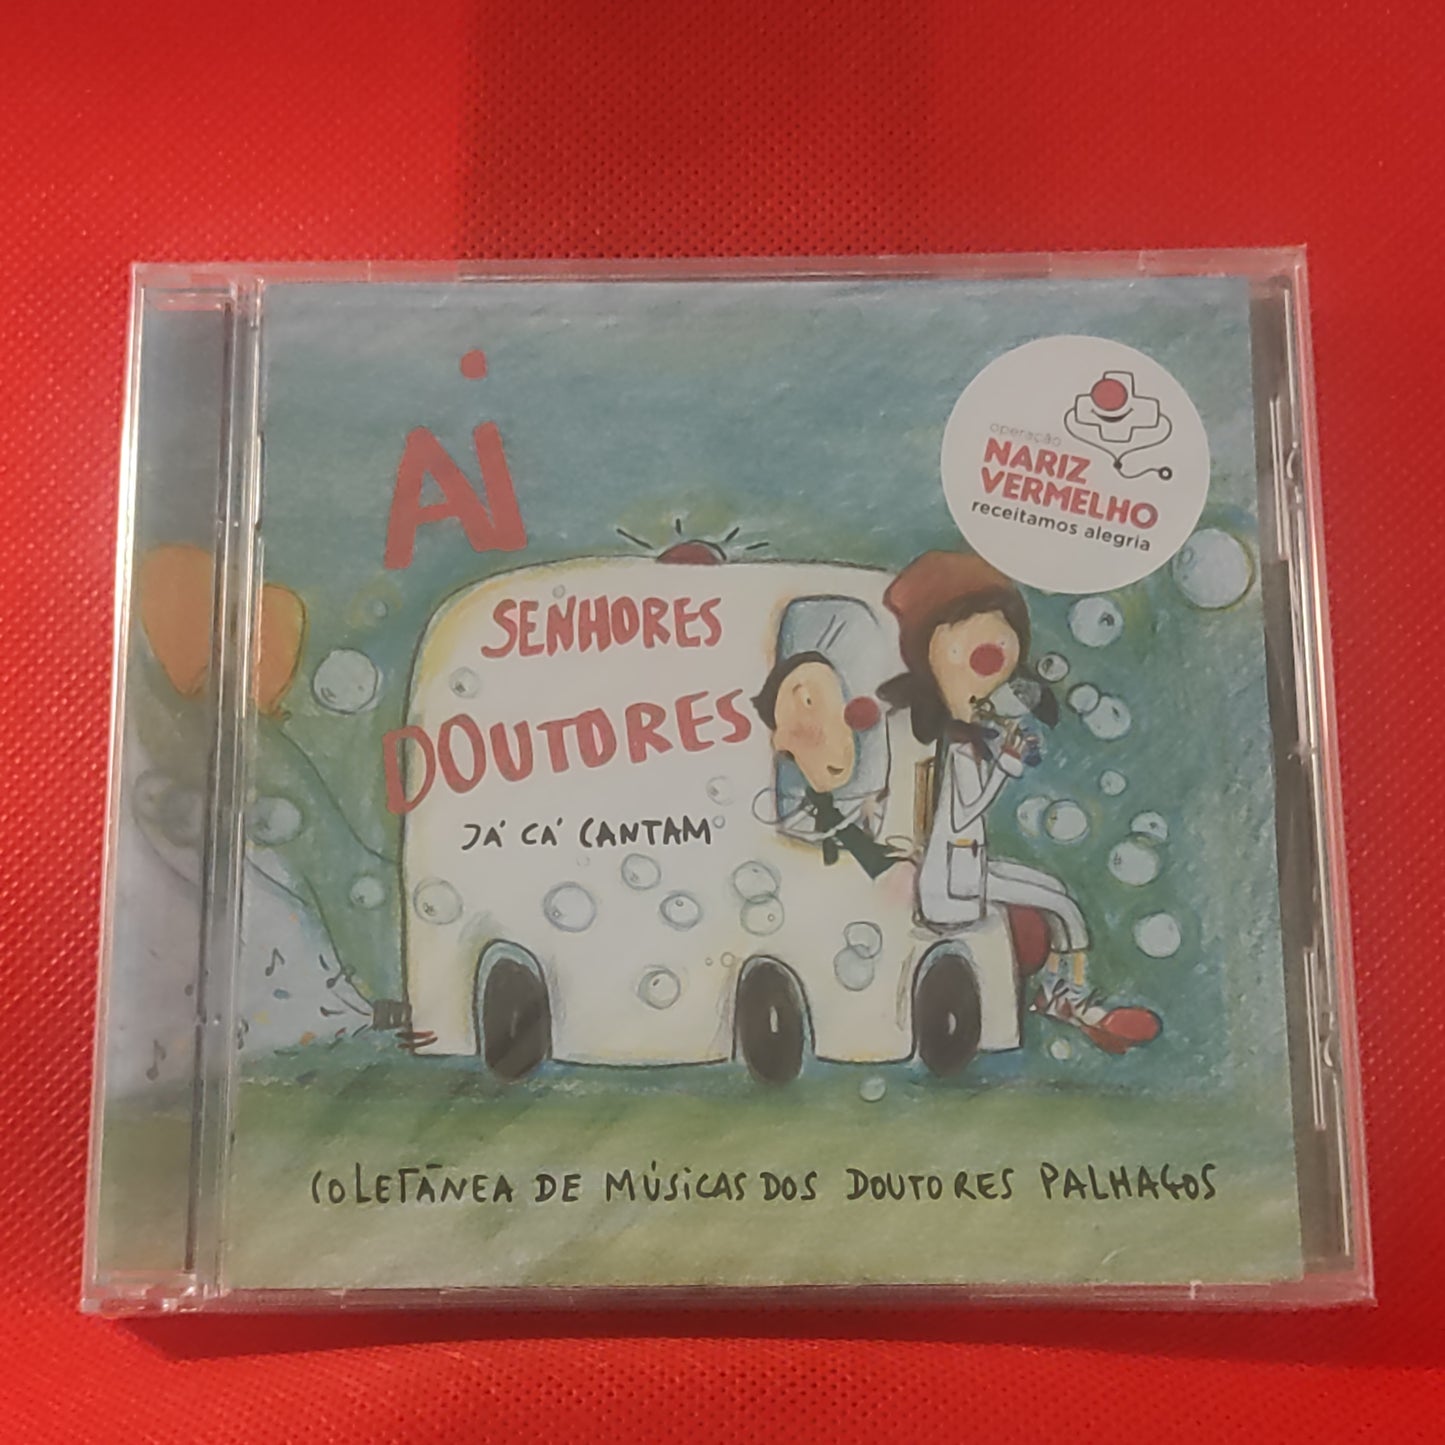 Ai
SENHORES
DOUTORES
JÁ CÁ CANTAM
operação
NARIZ
VERMELHO
receitamos alegria
COLETÂNEA DE MÚSICAS DOS DOUTORES PALHAÇOS